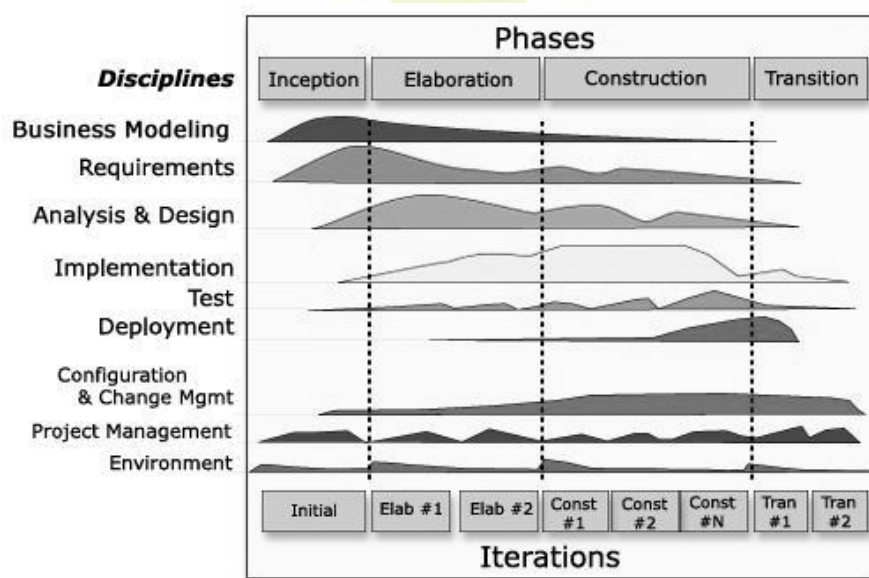 Phases
Disciplines
Inception
Elaboration
Construction
Transition
Business Modeling
Requirements
Analysis & Design
Implementation
Test
Deployment
Configuration
& Change Mgmt
Project Management
Environment
Initial
Elab #1
Elab #2
Const
#1
Const
#2
Const
#N
Tran
#1
Tran
#2
Iterations